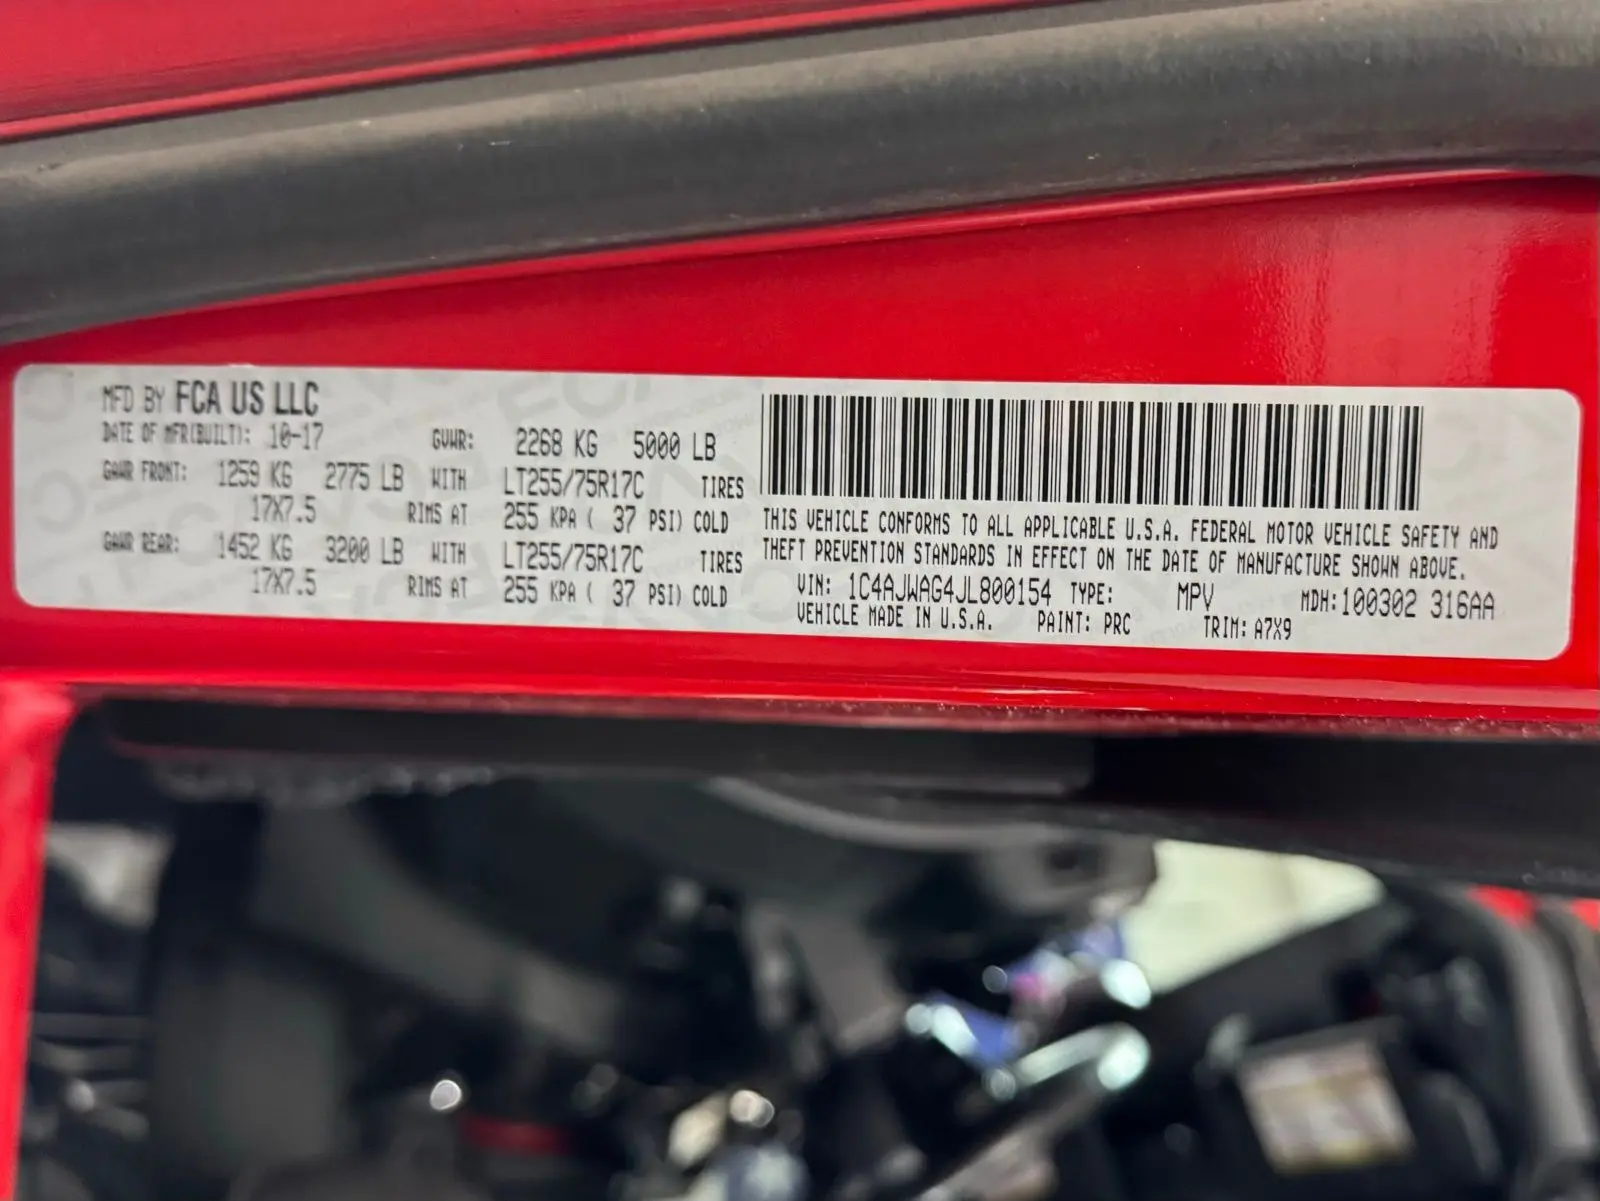 MFD BY FCA US LLC
DATE OF MFR(BUILT): 10-17 GVWR: 2268 KG 5000 LB
GAWR FRONT: 1259 KG 2775 LB WITH LT255/75R17C TIRES
17X7.5 RIMS AT 255 KPA ( 37 PSI) COLD
GAWR REAR: 1452 KG 3200 LB WITH LT255/75R17C TIRES
17X7.5 RIMS AT 255 KPA ( 37 PSI) COLD
THIS VEHICLE CONFORMS TO ALL APPLICABLE U.S.A. FEDERAL MOTOR VEHICLE SAFETY AND
THEFT PREVENTION STANDARDS IN EFFECT ON THE DATE OF MANUFACTURE SHOWN ABOVE.
VIN: 1C4AJWAG4JL800154 TYPE: MPV MDH:100302 316AA
VEHICLE MADE IN U.S.A. PAINT: PRC TRIM: A7X9